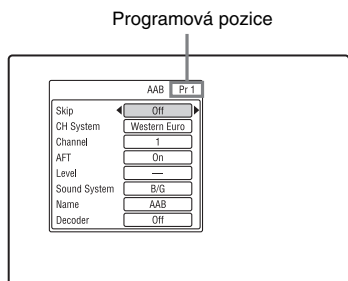 Programová pozice
AAB Pr 1
Skip Off
CH System Western Euro
Channel 1
AFT On
Level —
Sound System B/G
Name AAB
Decoder Off